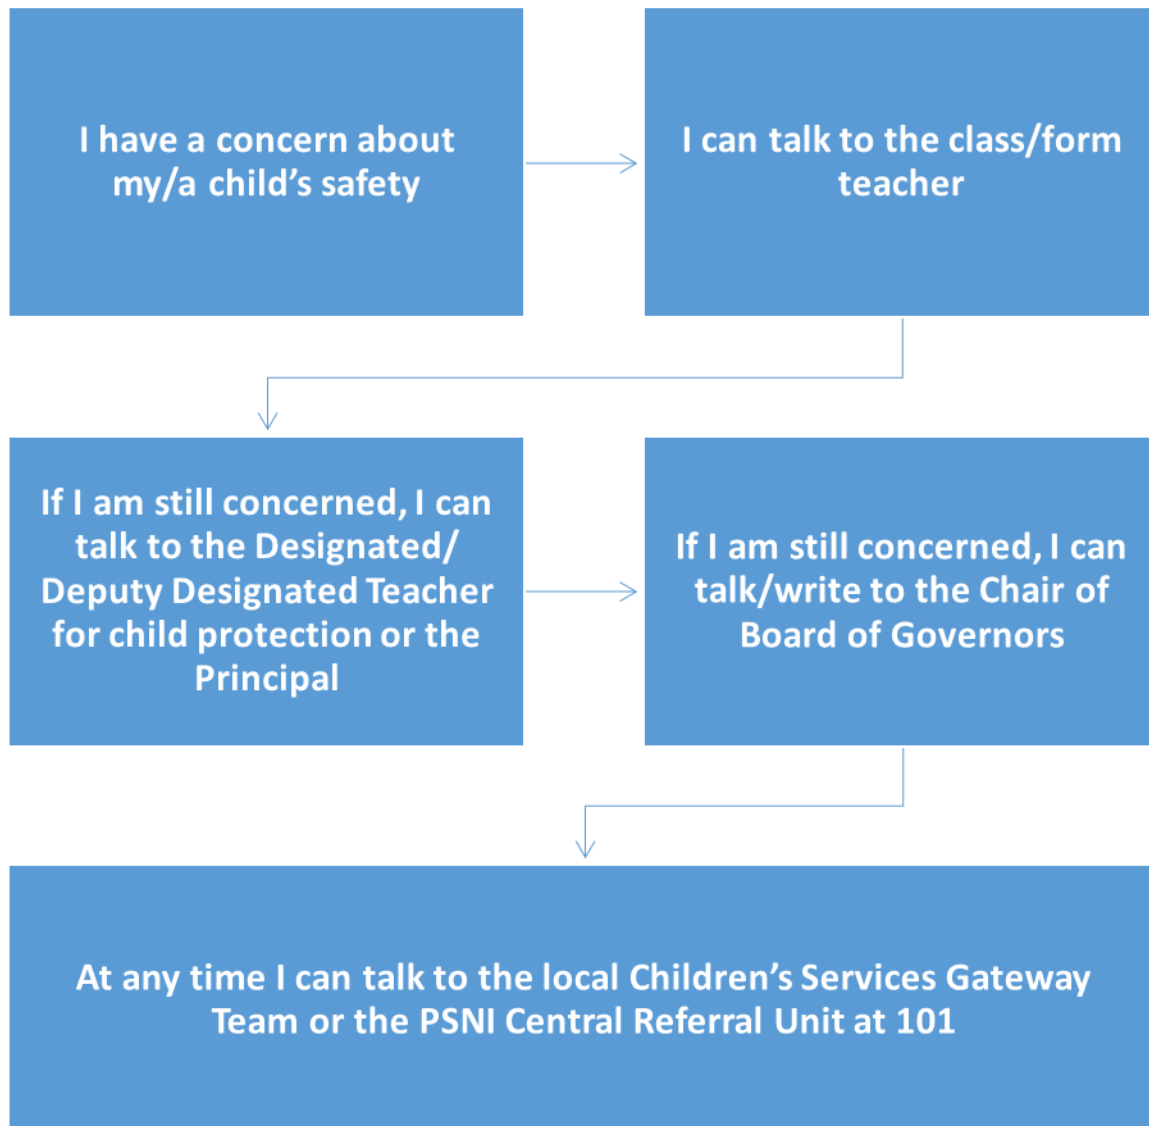 I have a concern about
my/a child’s safety
I can talk to the class/form
teacher
If I am still concerned, I can
talk to the Designated/
Deputy Designated Teacher
for child protection or the
Principal
If I am still concerned, I can
talk/write to the Chair of
Board of Governors
At any time I can talk to the local Children’s Services Gateway
Team or the PSNI Central Referral Unit at 101